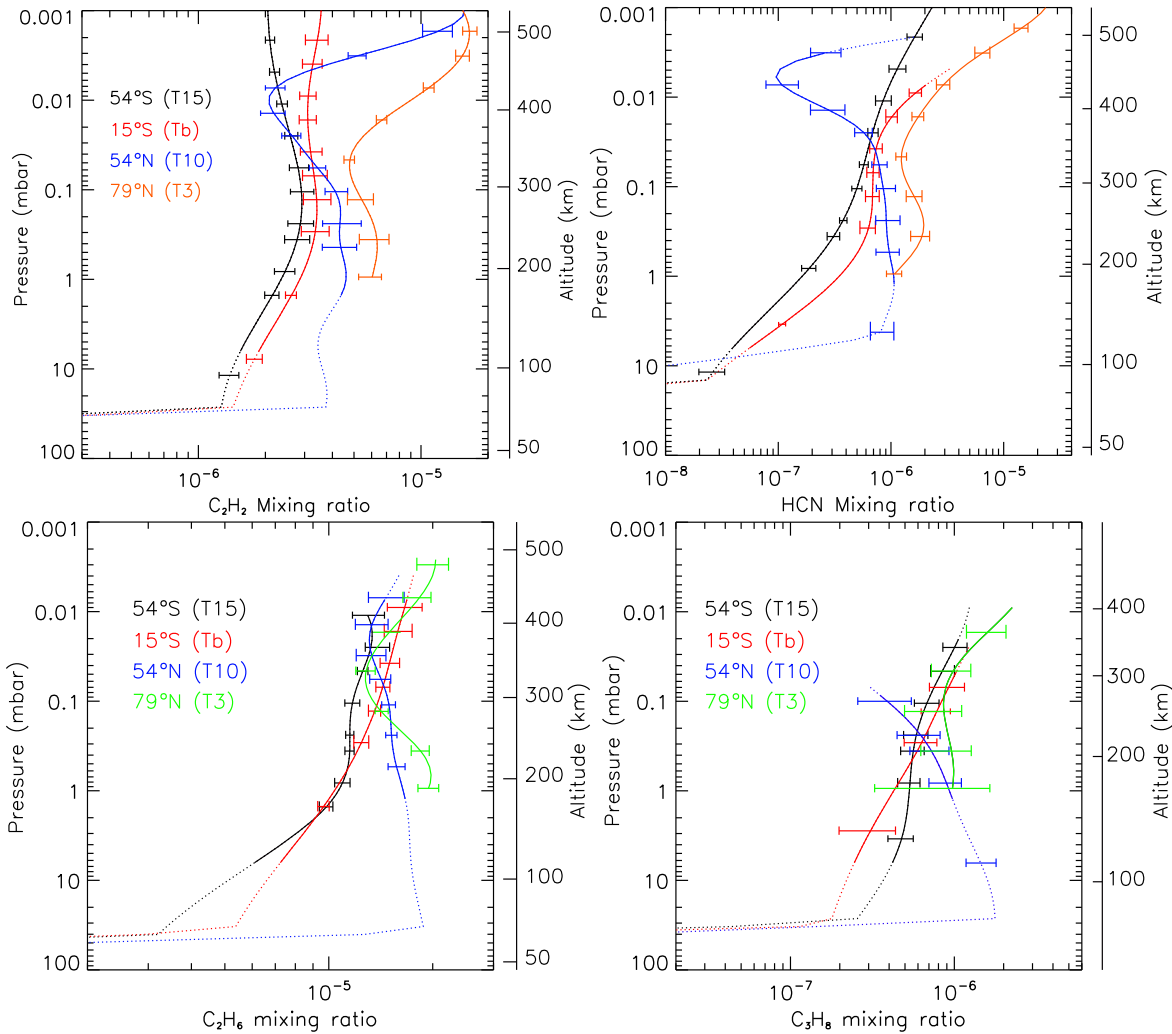 0.001
0.01
0.1
1
10
100
Pressure (mbar)
54°S (T15)
15°S (Tb)
54°N (T10)
79°N (T3)
10⁻⁶
10⁻⁵
C₂H₂ Mixing ratio
500
400
300
200
100
50
Altitude (km)
0.001
0.01
0.1
1
10
100
Pressure (mbar)
10⁻⁸
10⁻⁷
10⁻⁶
10⁻⁵
HCN Mixing ratio
500
400
300
200
100
50
Altitude (km)
0.001
0.01
0.1
1
10
100
Pressure (mbar)
54°S (T15)
15°S (Tb)
54°N (T10)
79°N (T3)
10⁻⁵
C₂H₆ mixing ratio
500
400
300
200
100
50
Altitude (km)
0.001
0.01
0.1
1
10
100
Pressure (mbar)
54°S (T15)
15°S (Tb)
54°N (T10)
79°N (T3)
10⁻⁷
10⁻⁶
C₃H₈ mixing ratio
400
300
200
100
Altitude (km)